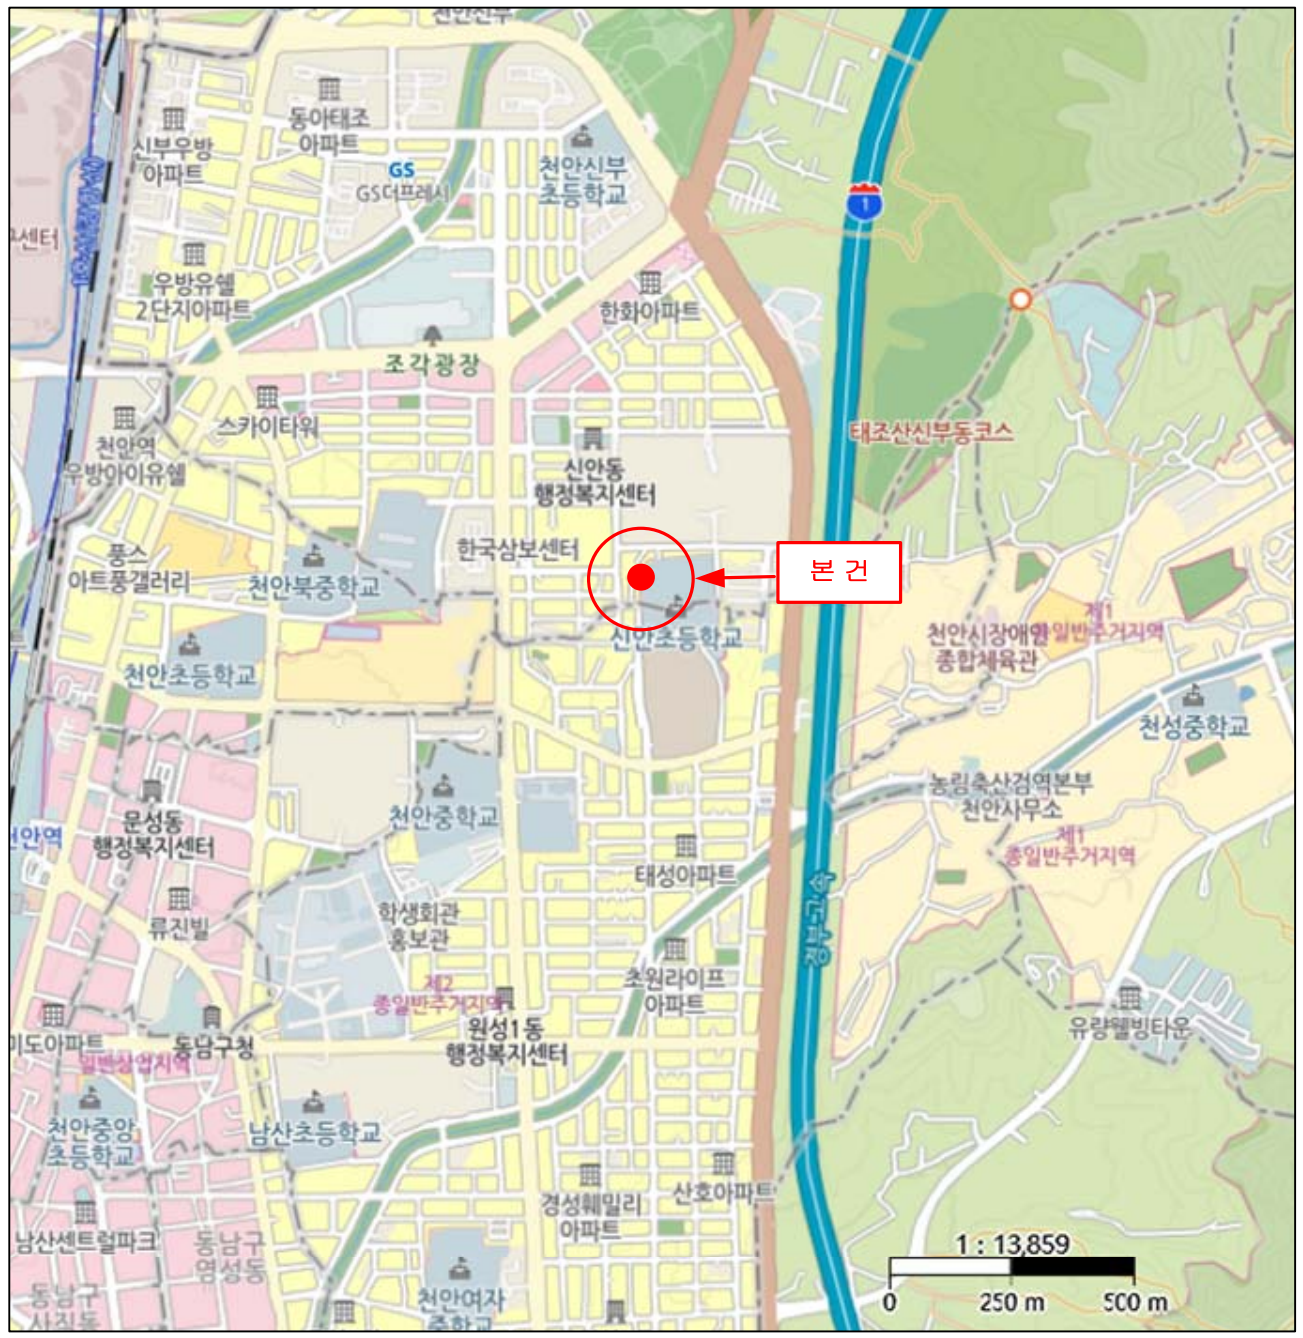 천안신부
동아태조
아파트
신부우방
아파트
천안신부
초등학교
GS
GS더프레시
1
우방유쉘
2단지아파트
한화아파트
조각광장
스카이타워
천안역
우방아이유쉘
태조산신부동코스
신안동
행정복지센터
한국삼보센터
풍스
아트풍갤러리
천안북중학교
본 건
신안초등학교
천안초등학교
천안시장애인
종합체육관
제1
종일반주거지역
천성중학교
농림축산검역본부
천안사무소
천안중학교
문성동
행정복지센터
천안역
제1
종일반주거지역
태성아파트
경부고속
류진빌
학생회관
홍보관
초원라이프
아파트
제2
종일반주거지역
원성1동
행정복지센터
유량웰빙타운
미도아파트
일반상업지역
동남구청
천안중앙
초등학교
남산초등학교
경성훼밀리
아파트
산호아파트
남산센트럴파크
동남구
영성동
1 : 13,859
0
250 m
500 m
천안여자
중학교
동남구
사직동